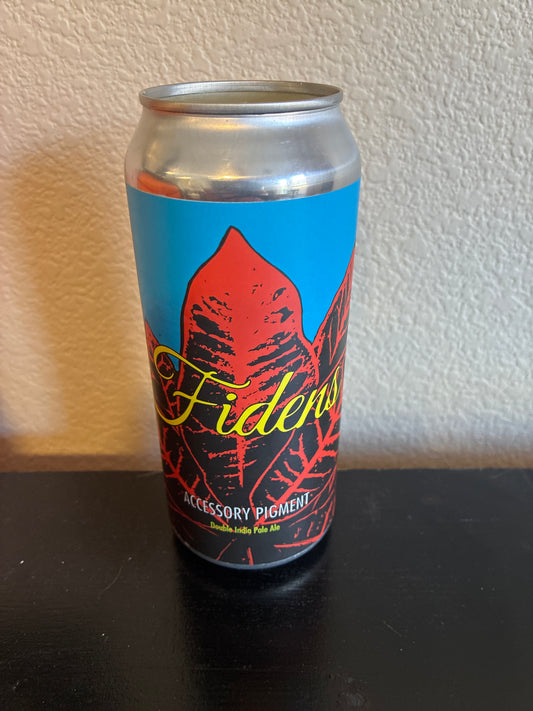 Fidens
ACCESSORY PIGMENT
Double India Pale Ale